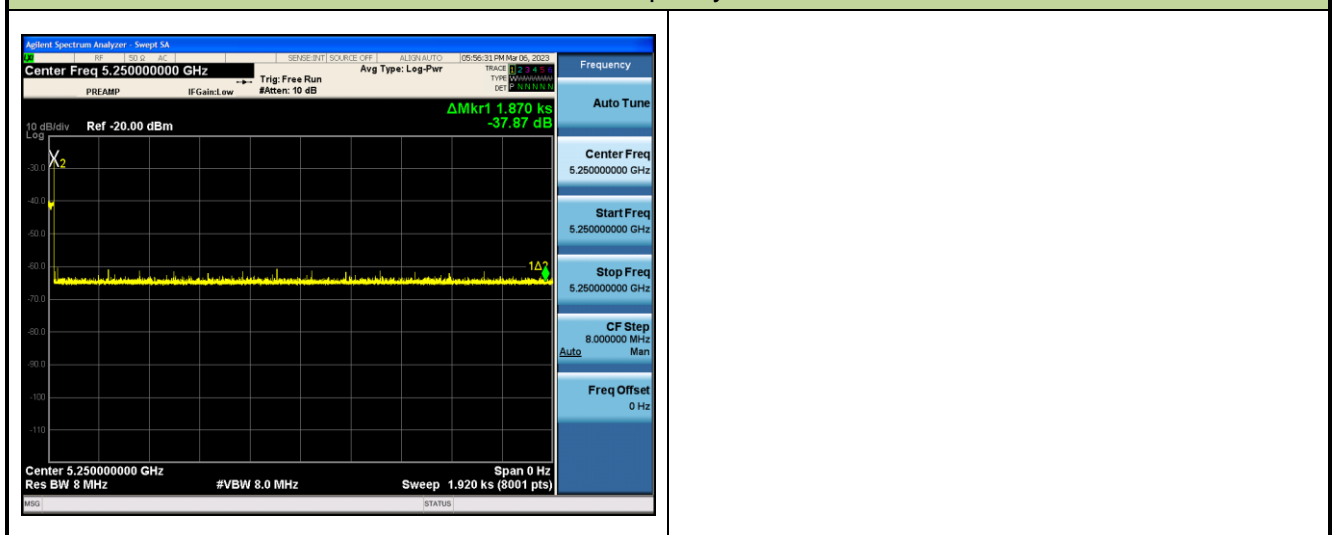 Agilent Spectrum Analyzer - Swept SA
RF 50 Ω AC SENSE:INT SOURCE OFF ALIGN AUTO 05:56:31 PM Mar 06, 2023
Center Freq 5.250000000 GHz
PREAMP IFGain:Low
Trig: Free Run
#Atten: 10 dB
Avg Type: Log-Pwr
TRACE 1 2 3 4 5 6
TYPE
DET P N N N N N
ΔMkr1 1.870 ks
-37.87 dB
10 dB/div Ref -20.00 dBm
Log
X2
-30.0
-40.0
-50.0
-60.0
1Δ2
-70.0
-80.0
-90.0
-100
-110
Center 5.250000000 GHz Span 0 Hz
Res BW 8 MHz #VBW 8.0 MHz Sweep 1.920 ks (8001 pts)
MSG STATUS
Frequency
Auto Tune
Center Freq
5.250000000 GHz
Start Freq
5.250000000 GHz
Stop Freq
5.250000000 GHz
CF Step
8.000000 MHz
Auto Man
Freq Offset
0 Hz